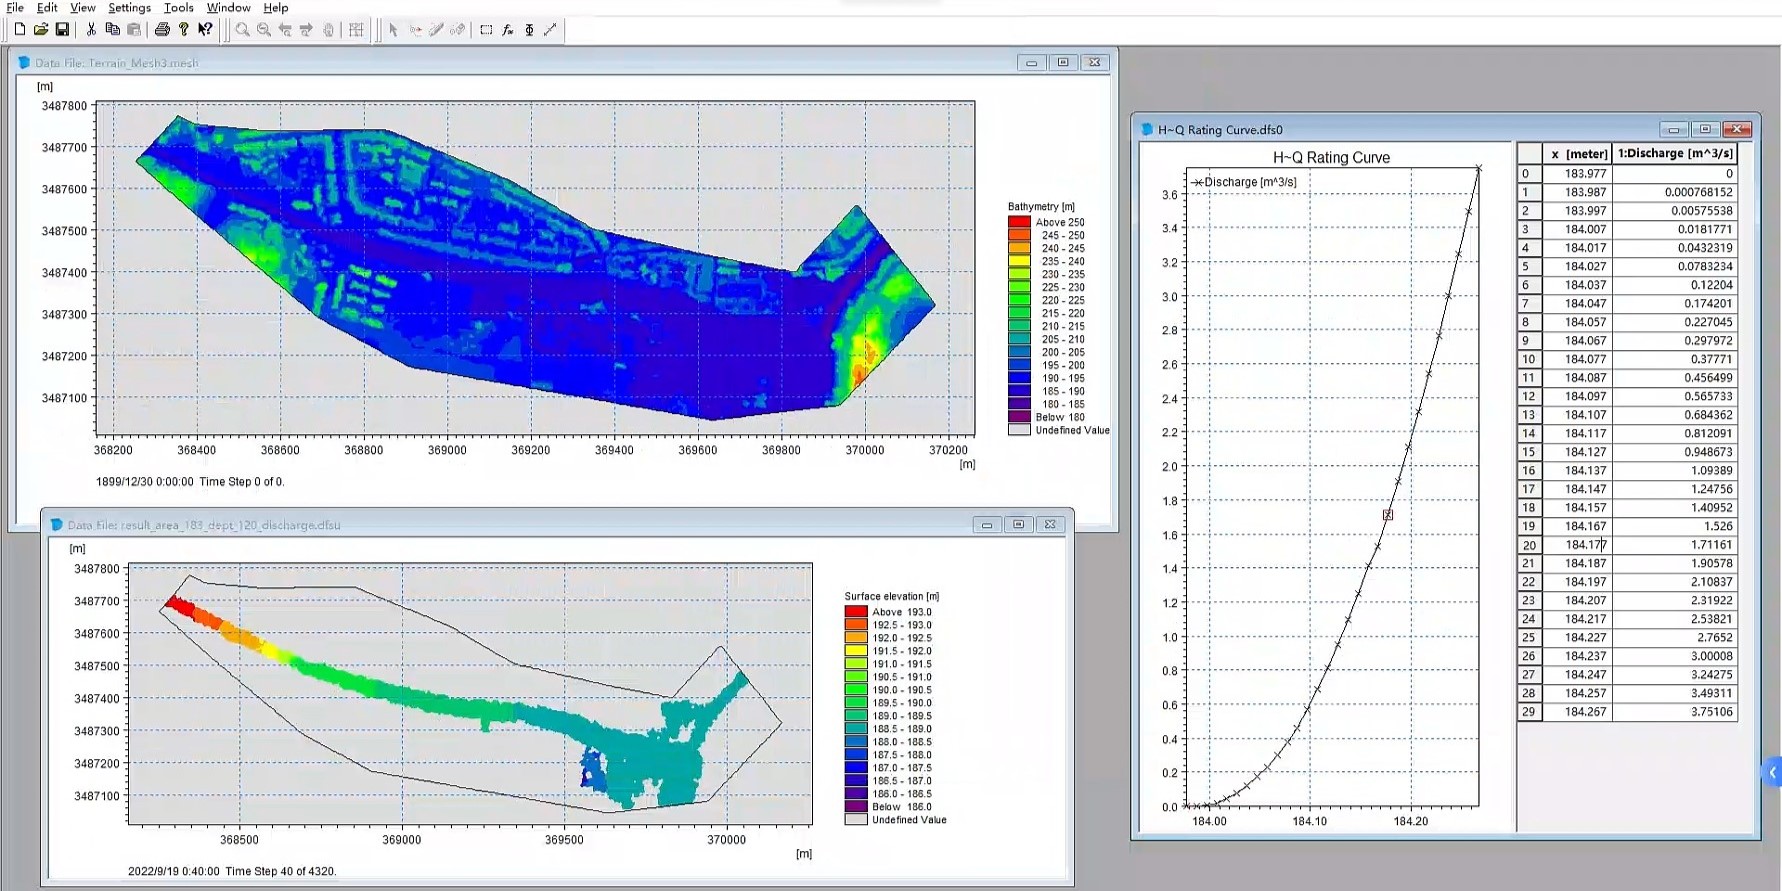 File Edit View Settings Tools Window Help
Data File: Terrain_Mesh3.mesh
[m]
3487800
3487700
3487600
3487500
3487400
3487300
3487200
3487100
368200 368400 368600 368800 369000 369200 369400 369600 369800 370000 370200
[m]
1899/12/30 0:00:00 Time Step 0 of 0.
Bathymetry [m]
Above 250
245 - 250
240 - 245
235 - 240
230 - 235
225 - 230
220 - 225
215 - 220
210 - 215
205 - 210
200 - 205
195 - 200
190 - 195
185 - 190
180 - 185
Below 180
Undefined Value
Data File: result_area_183_dept_120_discharge.dfsu
[m]
3487800
3487700
3487600
3487500
3487400
3487300
3487200
3487100
368500 369000 369500 370000
[m]
2022/9/19 0:40:00 Time Step 40 of 4320.
Surface elevation [m]
Above 193.0
192.5 - 193.0
192.0 - 192.5
191.5 - 192.0
191.0 - 191.5
190.5 - 191.0
190.0 - 190.5
189.5 - 190.0
189.0 - 189.5
188.5 - 189.0
188.0 - 188.5
187.5 - 188.0
187.0 - 187.5
186.5 - 187.0
186.0 - 186.5
Below 186.0
Undefined Value
H~Q Rating Curve.dfs0
H~Q Rating Curve
Discharge [m^3/s]
3.6
3.4
3.2
3.0
2.8
2.6
2.4
2.2
2.0
1.8
1.6
1.4
1.2
1.0
0.8
0.6
0.4
0.2
0.0
184.00 184.10 184.20
x [meter] 1:Discharge [m^3/s]
0 183.977 0
1 183.987 0.000768152
2 183.997 0.00575538
3 184.007 0.0181771
4 184.017 0.0432319
5 184.027 0.0783234
6 184.037 0.12204
7 184.047 0.174201
8 184.057 0.227045
9 184.067 0.297972
10 184.077 0.37771
11 184.087 0.456499
12 184.097 0.565733
13 184.107 0.684362
14 184.117 0.812091
15 184.127 0.948673
16 184.137 1.09389
17 184.147 1.24756
18 184.157 1.40952
19 184.167 1.526
20 184.177 1.71161
21 184.187 1.90578
22 184.197 2.10837
23 184.207 2.31922
24 184.217 2.53821
25 184.227 2.7652
26 184.237 3.00008
27 184.247 3.24275
28 184.257 3.49311
29 184.267 3.75106